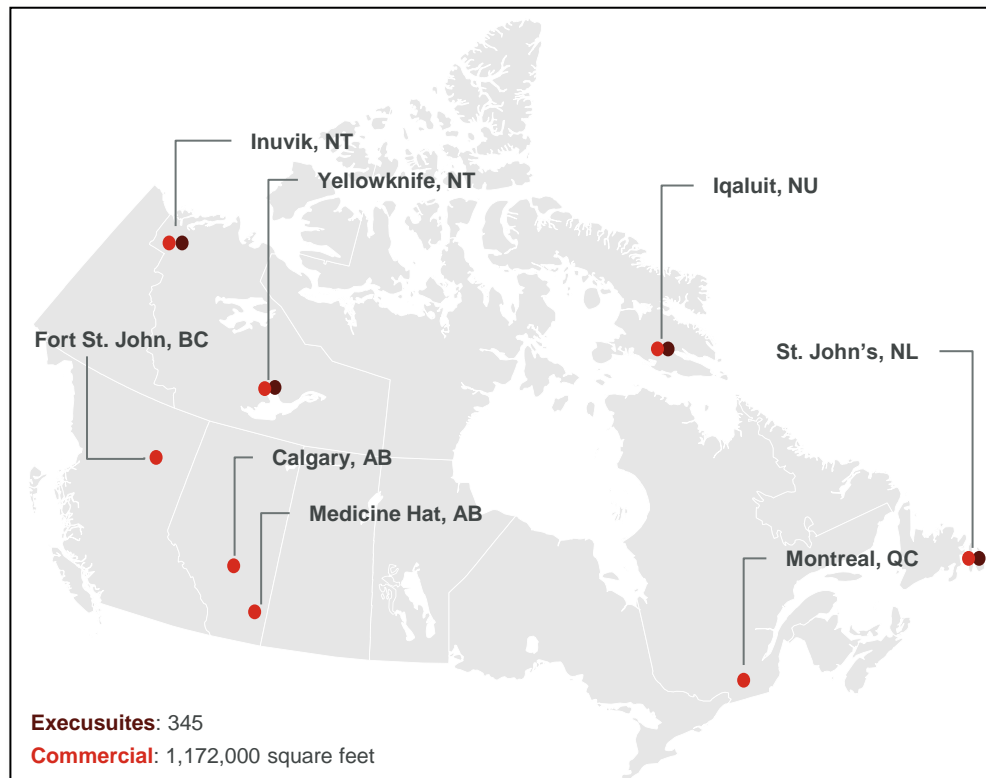 Inuvik, NT
Yellowknife, NT
Iqaluit, NU
Fort St. John, BC
St. John’s, NL
Calgary, AB
Medicine Hat, AB
Montreal, QC
Execusuites: 345
Commercial: 1,172,000 square feet